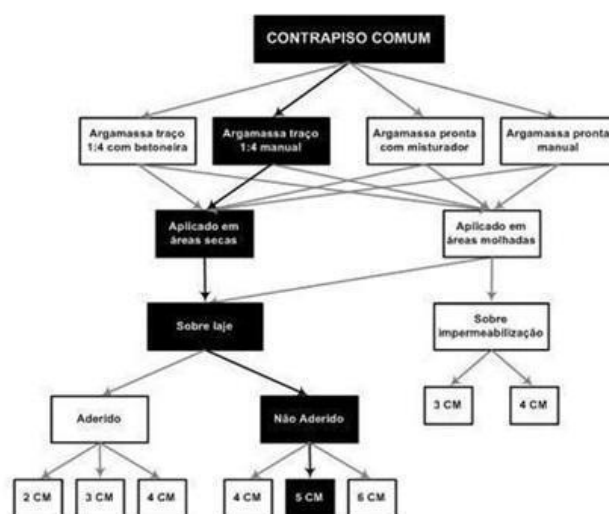 CONTRAPISO COMUM
Argamassa traço
1:4 com betoneira
Argamassa traço
1:4 manual
Argamassa pronta
com misturador
Argamassa pronta
manual
Aplicado em
áreas secas
Aplicado em
áreas molhadas
Sobre laje
Sobre
impermeabilização
3 CM
4 CM
Aderido
Não Aderido
2 CM
3 CM
4 CM
4 CM
5 CM
6 CM